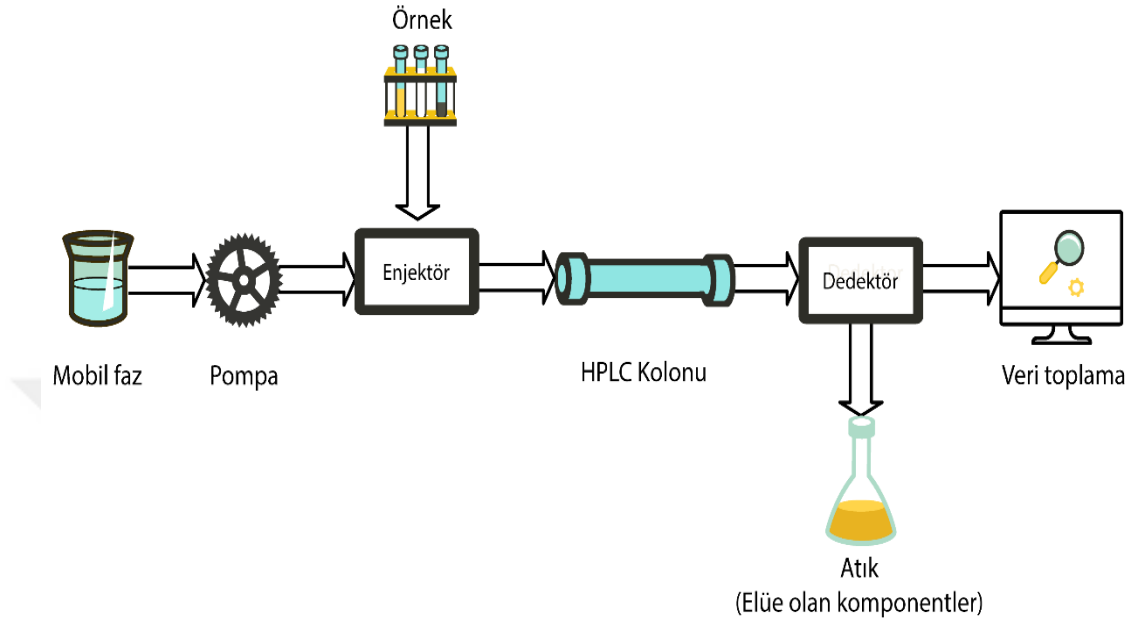 Örnek
Enjektör
Dedektör
Mobil faz
Pompa
HPLC Kolonu
Veri toplama
Atık
(Elüe olan komponentler)